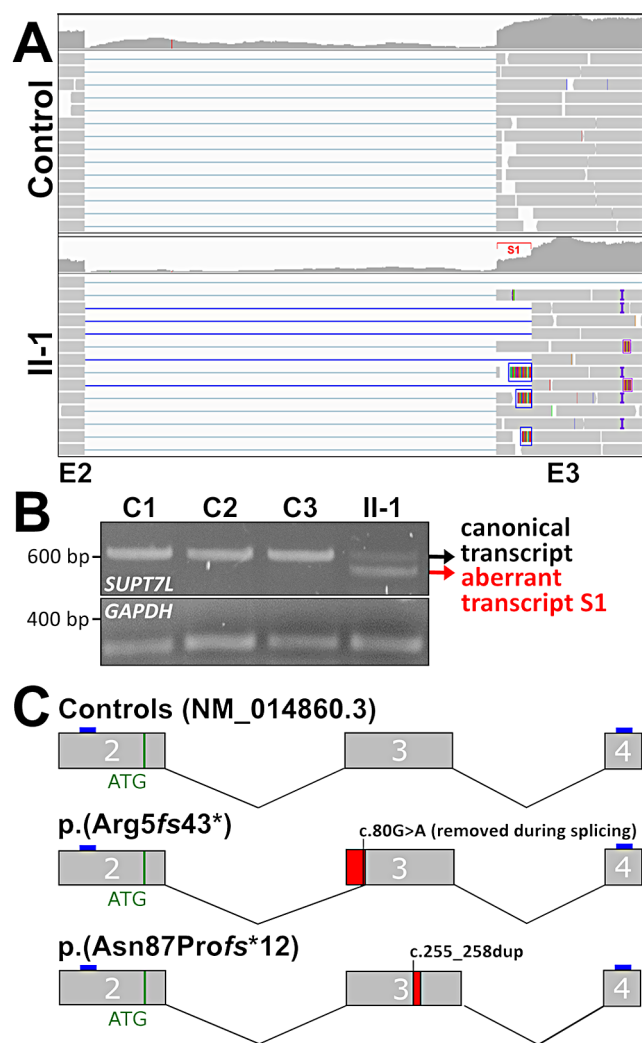 A
Control
S1
II-1
E2 E3
B
C1 C2 C3 II-1
600 bp
canonical
transcript
SUPT7L
aberrant
transcript S1
GAPDH
400 bp
C
Controls (NM_014860.3)
2 3 4
ATG
p.(Arg5fs43*)
c.80G>A (removed during splicing)
2 3 4
ATG
p.(Asn87Profs*12)
c.255_258dup
2 3 4
ATG